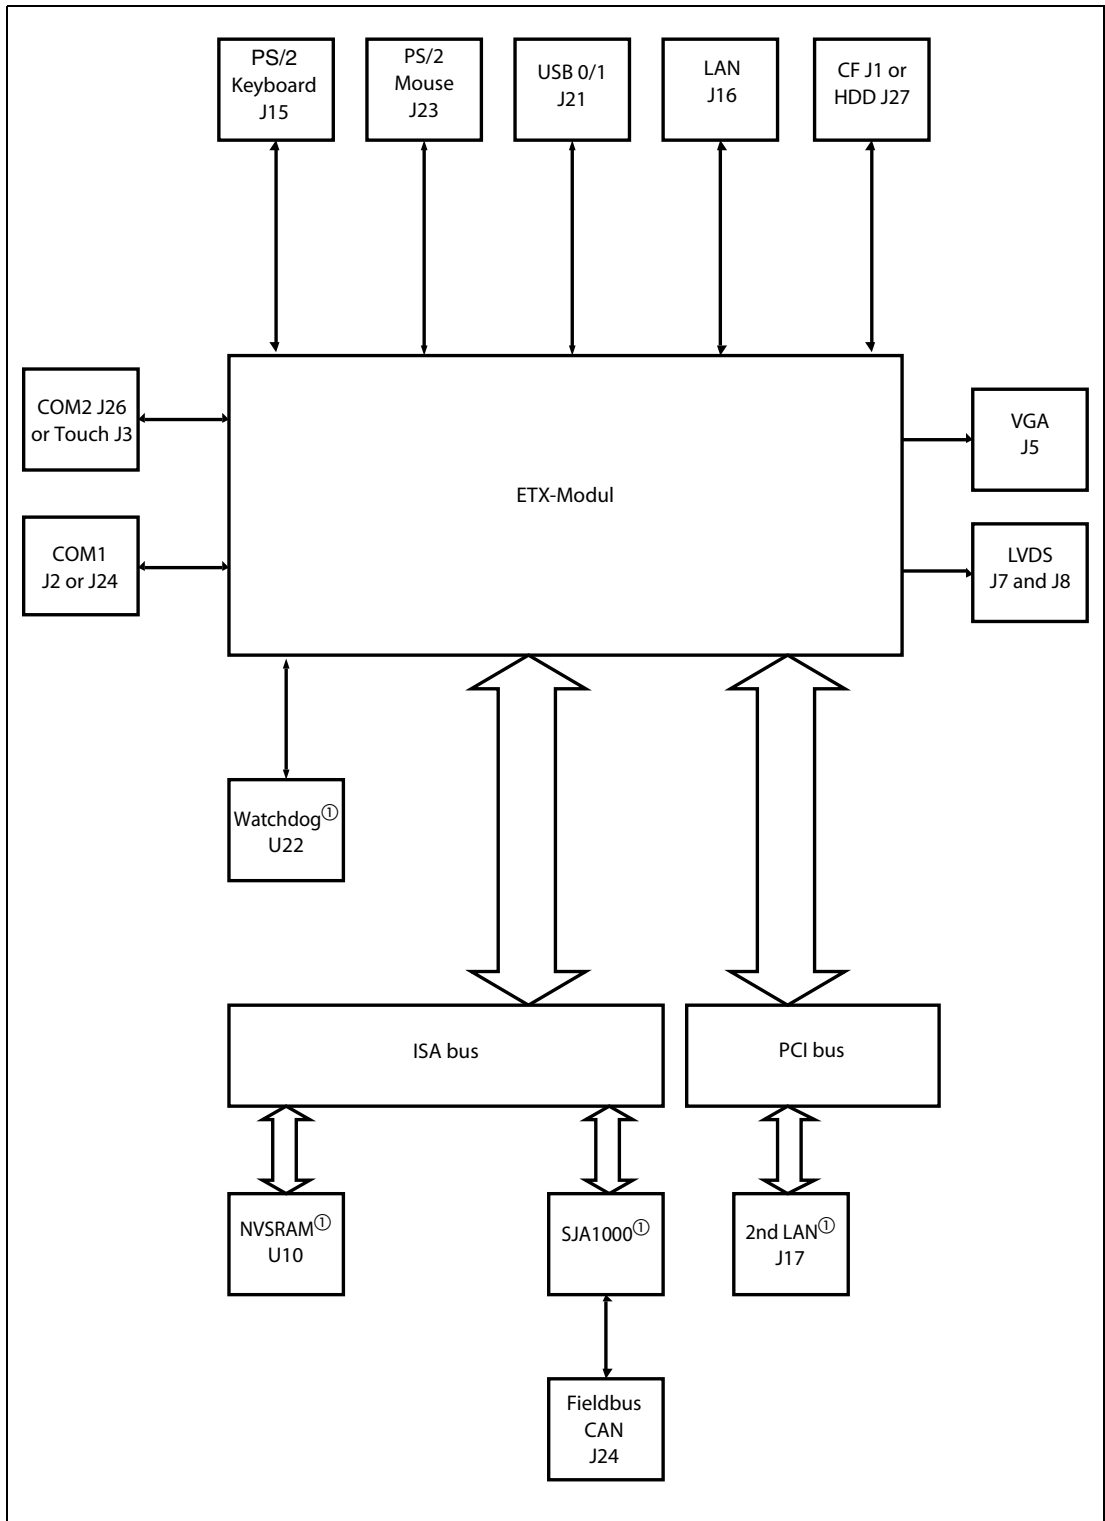 PS/2
Keyboard
J15
PS/2
Mouse
J23
USB 0/1
J21
LAN
J16
CF J1 or
HDD J27
COM2 J26
or Touch J3
COM1
J2 or J24
ETX-Modul
VGA
J5
LVDS
J7 and J8
Watchdog①
U22
ISA bus
PCI bus
NVSRAM①
U10
SJA1000①
2nd LAN①
J17
Fieldbus
CAN
J24